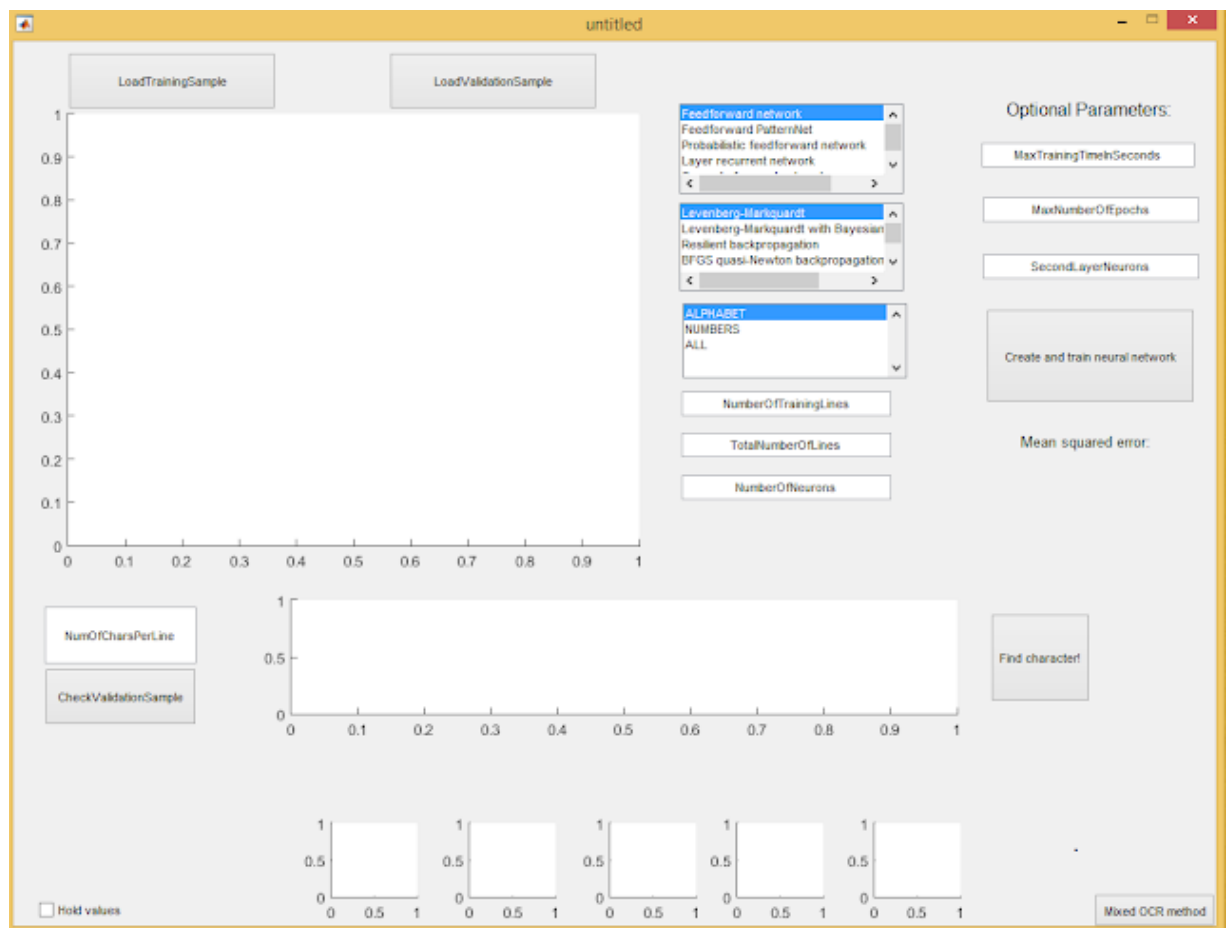 untitled
LoadTrainingSample
LoadValidationSample
1
0.9
0.8
0.7
0.6
0.5
0.4
0.3
0.2
0.1
0
0 0.1 0.2 0.3 0.4 0.5 0.6 0.7 0.8 0.9 1
Feedforward network
Feedforward PatternNet
Probabilistic feedforward network
Layer recurrent network
Levenberg-Markquardt
Levenberg-Markquardt with Bayesian
Resilient backpropagation
BFGS quasi-Newton backpropagation
ALPHABET
NUMBERS
ALL
NumberOfTrainingLines
TotalNumberOfLines
NumberOfNeurons
Optional Parameters:
MaxTrainingTimeInSeconds
MaxNumberOfEpochs
SecondLayerNeurons
Create and train neural network
Mean squared error:
NumOfCharsPerLine
CheckValidationSample
1
0.5
0
0 0.1 0.2 0.3 0.4 0.5 0.6 0.7 0.8 0.9 1
Find character!
1 1 1 1 1
0.5 0.5 0.5 0.5 0.5
0 0 0 0 0
0 0.5 1 0 0.5 1 0 0.5 1 0 0.5 1 0 0.5 1
Hold values
Mixed OCR method